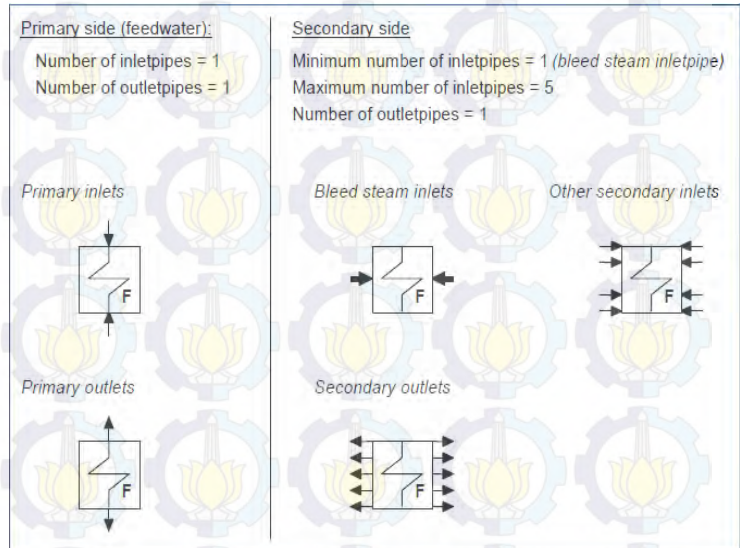 Primary side (feedwater):
Number of inletpipes = 1
Number of outletpipes = 1
Secondary side
Minimum number of inletpipes = 1 (bleed steam inletpipe)
Maximum number of inletpipes = 5
Number of outletpipes = 1
Primary inlets
F
Bleed steam inlets
F
Other secondary inlets
F
Primary outlets
F
Secondary outlets
F